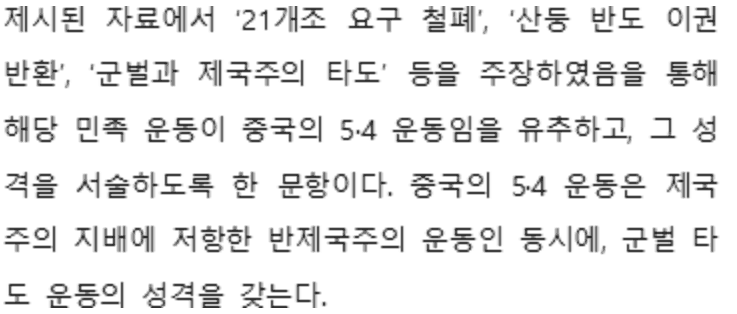 제시된 자료에서 '21개조 요구 철폐', '산둥 반도 이권
반환', '군벌과 제국주의 타도' 등을 주장하였음을 통해
해당 민족 운동이 중국의 5·4 운동임을 유추하고, 그 성
격을 서술하도록 한 문항이다. 중국의 5·4 운동은 제국
주의 지배에 저항한 반제국주의 운동인 동시에, 군벌 타
도 운동의 성격을 갖는다.